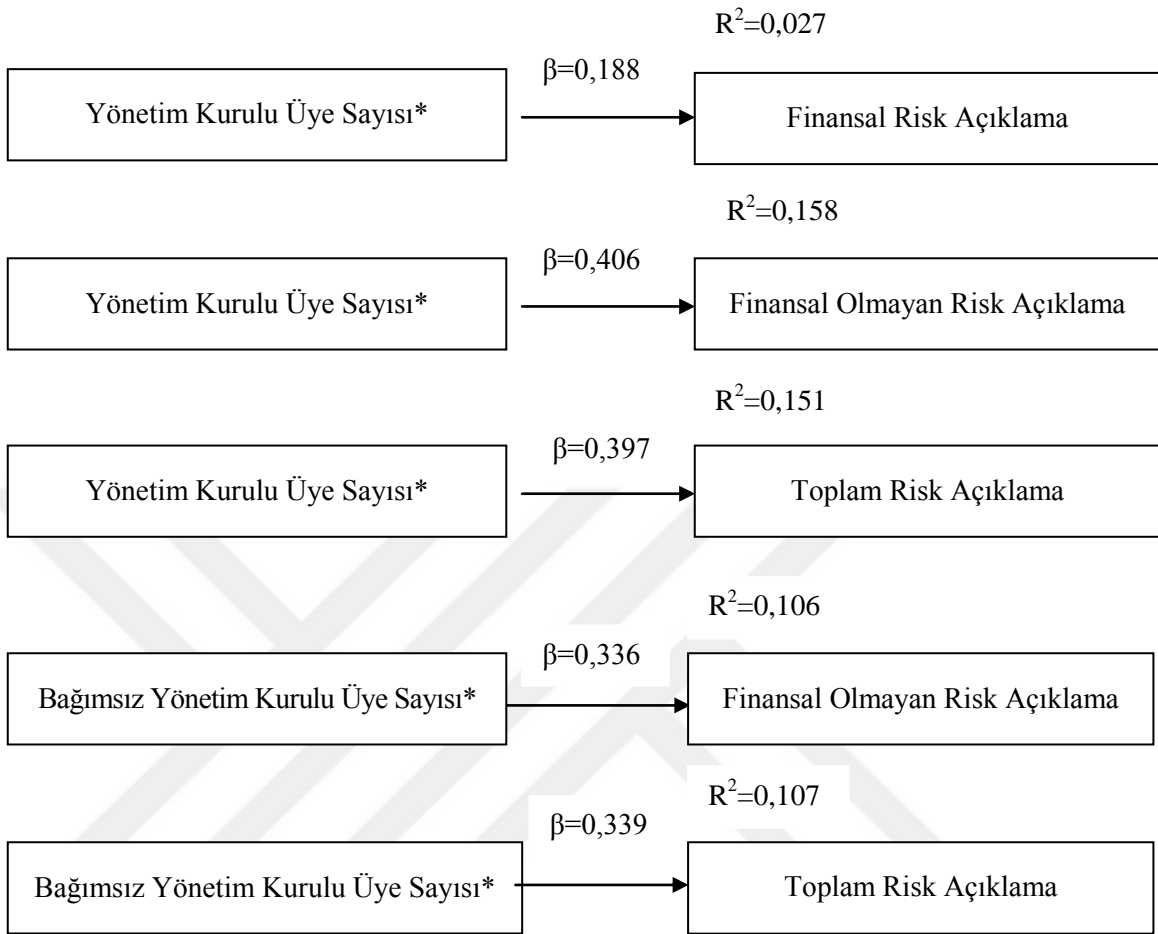 R²=0,027
β=0,188
Yönetim Kurulu Üye Sayısı*
Finansal Risk Açıklama
R²=0,158
β=0,406
Yönetim Kurulu Üye Sayısı*
Finansal Olmayan Risk Açıklama
R²=0,151
β=0,397
Yönetim Kurulu Üye Sayısı*
Toplam Risk Açıklama
R²=0,106
β=0,336
Bağımsız Yönetim Kurulu Üye Sayısı*
Finansal Olmayan Risk Açıklama
R²=0,107
β=0,339
Bağımsız Yönetim Kurulu Üye Sayısı*
Toplam Risk Açıklama